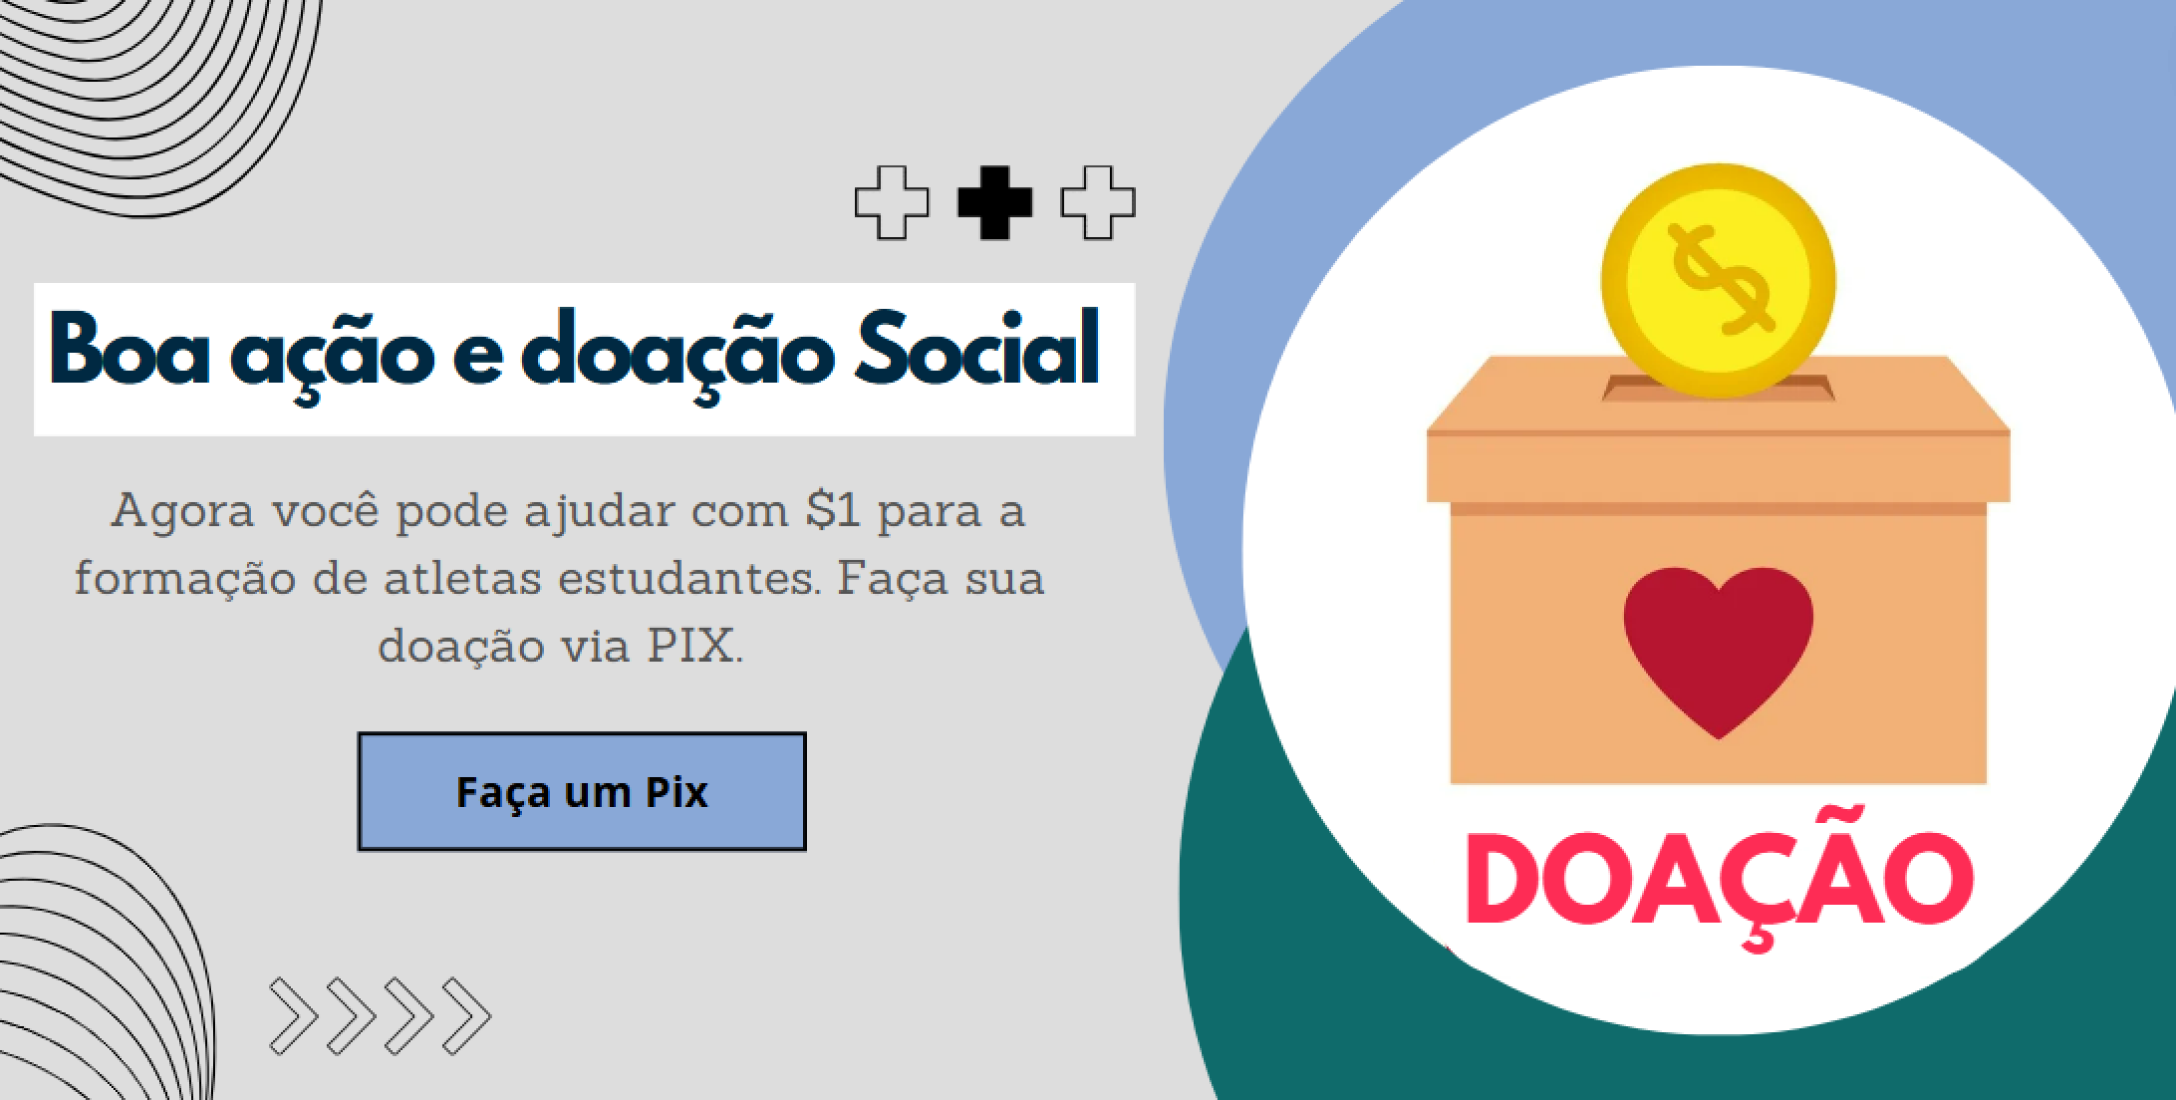 Boa ação e doação Social
Agora você pode ajudar com $1 para a
formação de atletas estudantes. Faça sua
doação via PIX.
Faça um Pix
$
DOAÇÃO